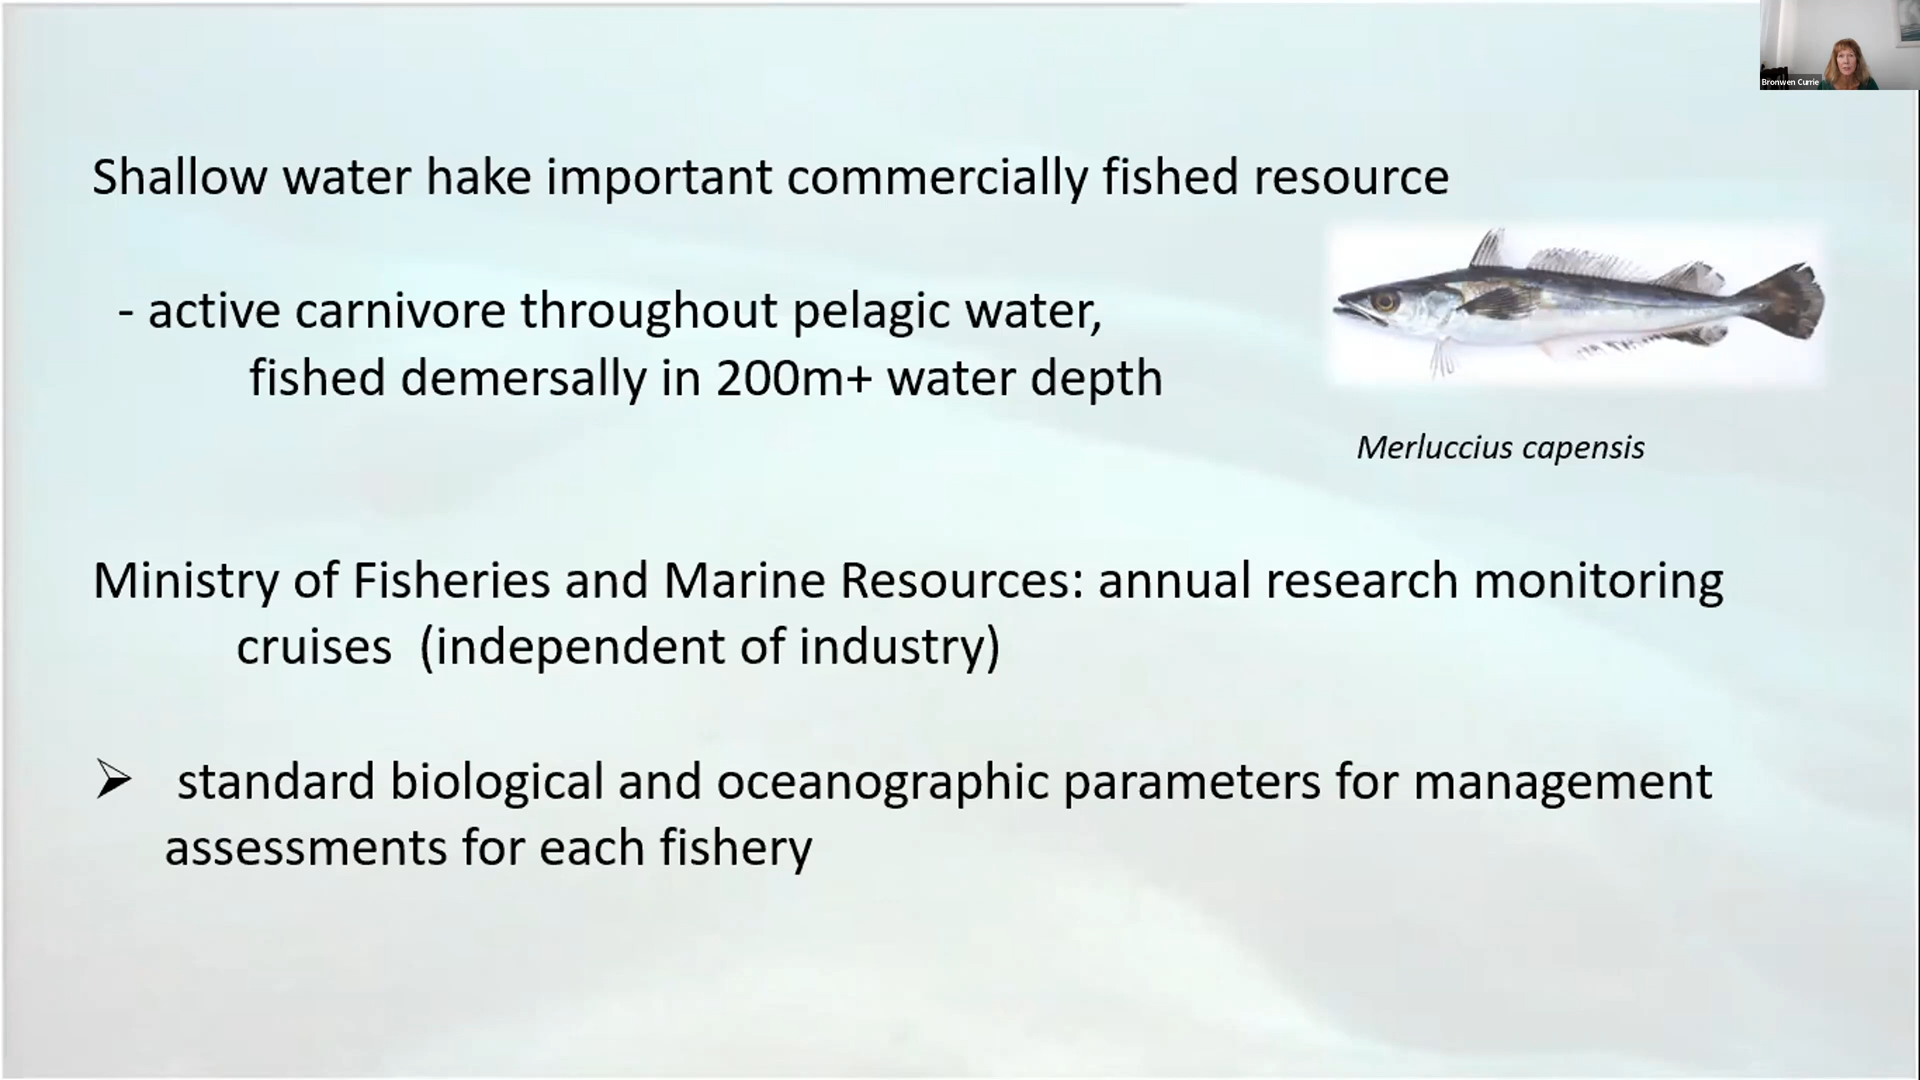 Bronwen Currie
Shallow water hake important commercially fished resource
- active carnivore throughout pelagic water,
fished demersally in 200m+ water depth
Merluccius capensis
Ministry of Fisheries and Marine Resources: annual research monitoring
cruises (independent of industry)
➢ standard biological and oceanographic parameters for management
assessments for each fishery